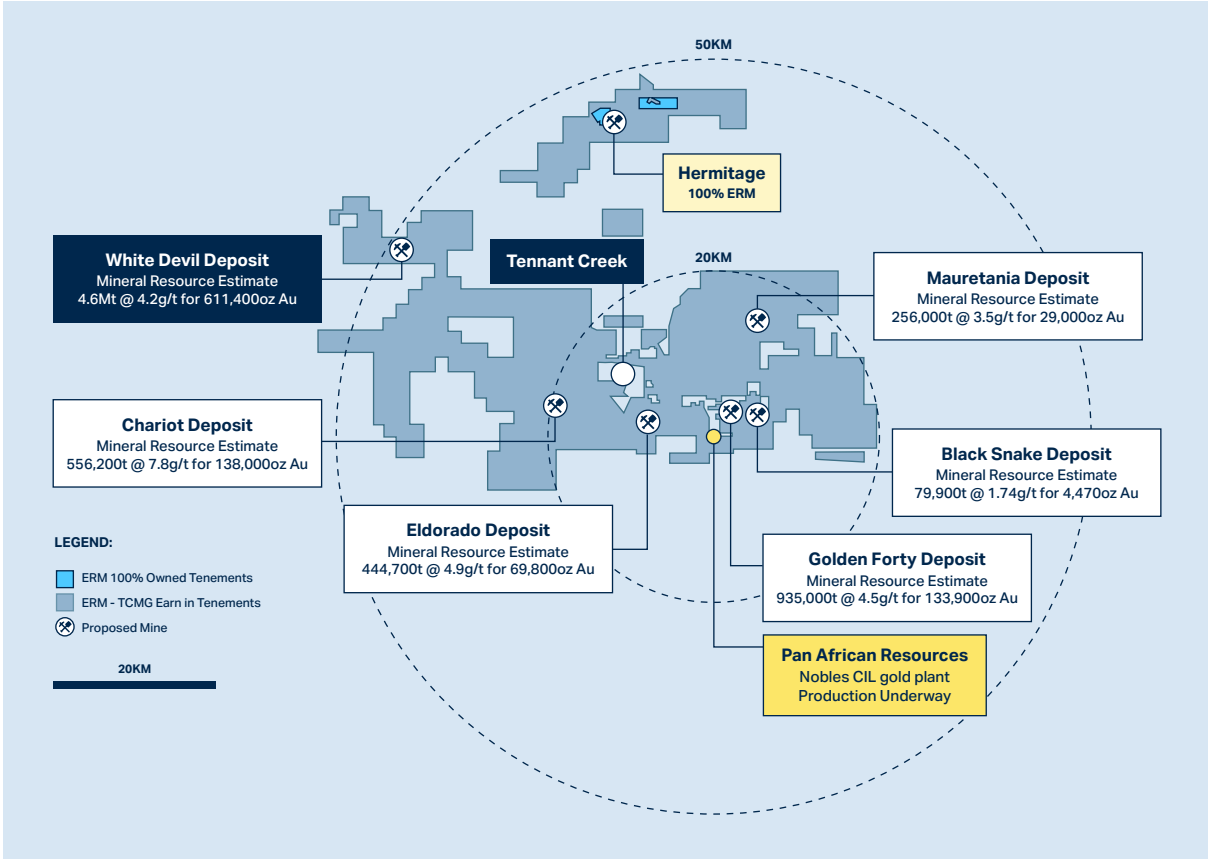 50KM
Hermitage
100% ERM
White Devil Deposit
Mineral Resource Estimate
4.6Mt @ 4.2g/t for 611,400oz Au
Tennant Creek
20KM
Mauretania Deposit
Mineral Resource Estimate
256,000t @ 3.5g/t for 29,000oz Au
Chariot Deposit
Mineral Resource Estimate
556,200t @ 7.8g/t for 138,000oz Au
Black Snake Deposit
Mineral Resource Estimate
79,900t @ 1.74g/t for 4,470oz Au
Eldorado Deposit
Mineral Resource Estimate
444,700t @ 4.9g/t for 69,800oz Au
Golden Forty Deposit
Mineral Resource Estimate
935,000t @ 4.5g/t for 133,900oz Au
Pan African Resources
Nobles CIL gold plant
Production Underway
LEGEND:
ERM 100% Owned Tenements
ERM - TCMG Earn in Tenements
Proposed Mine
20KM